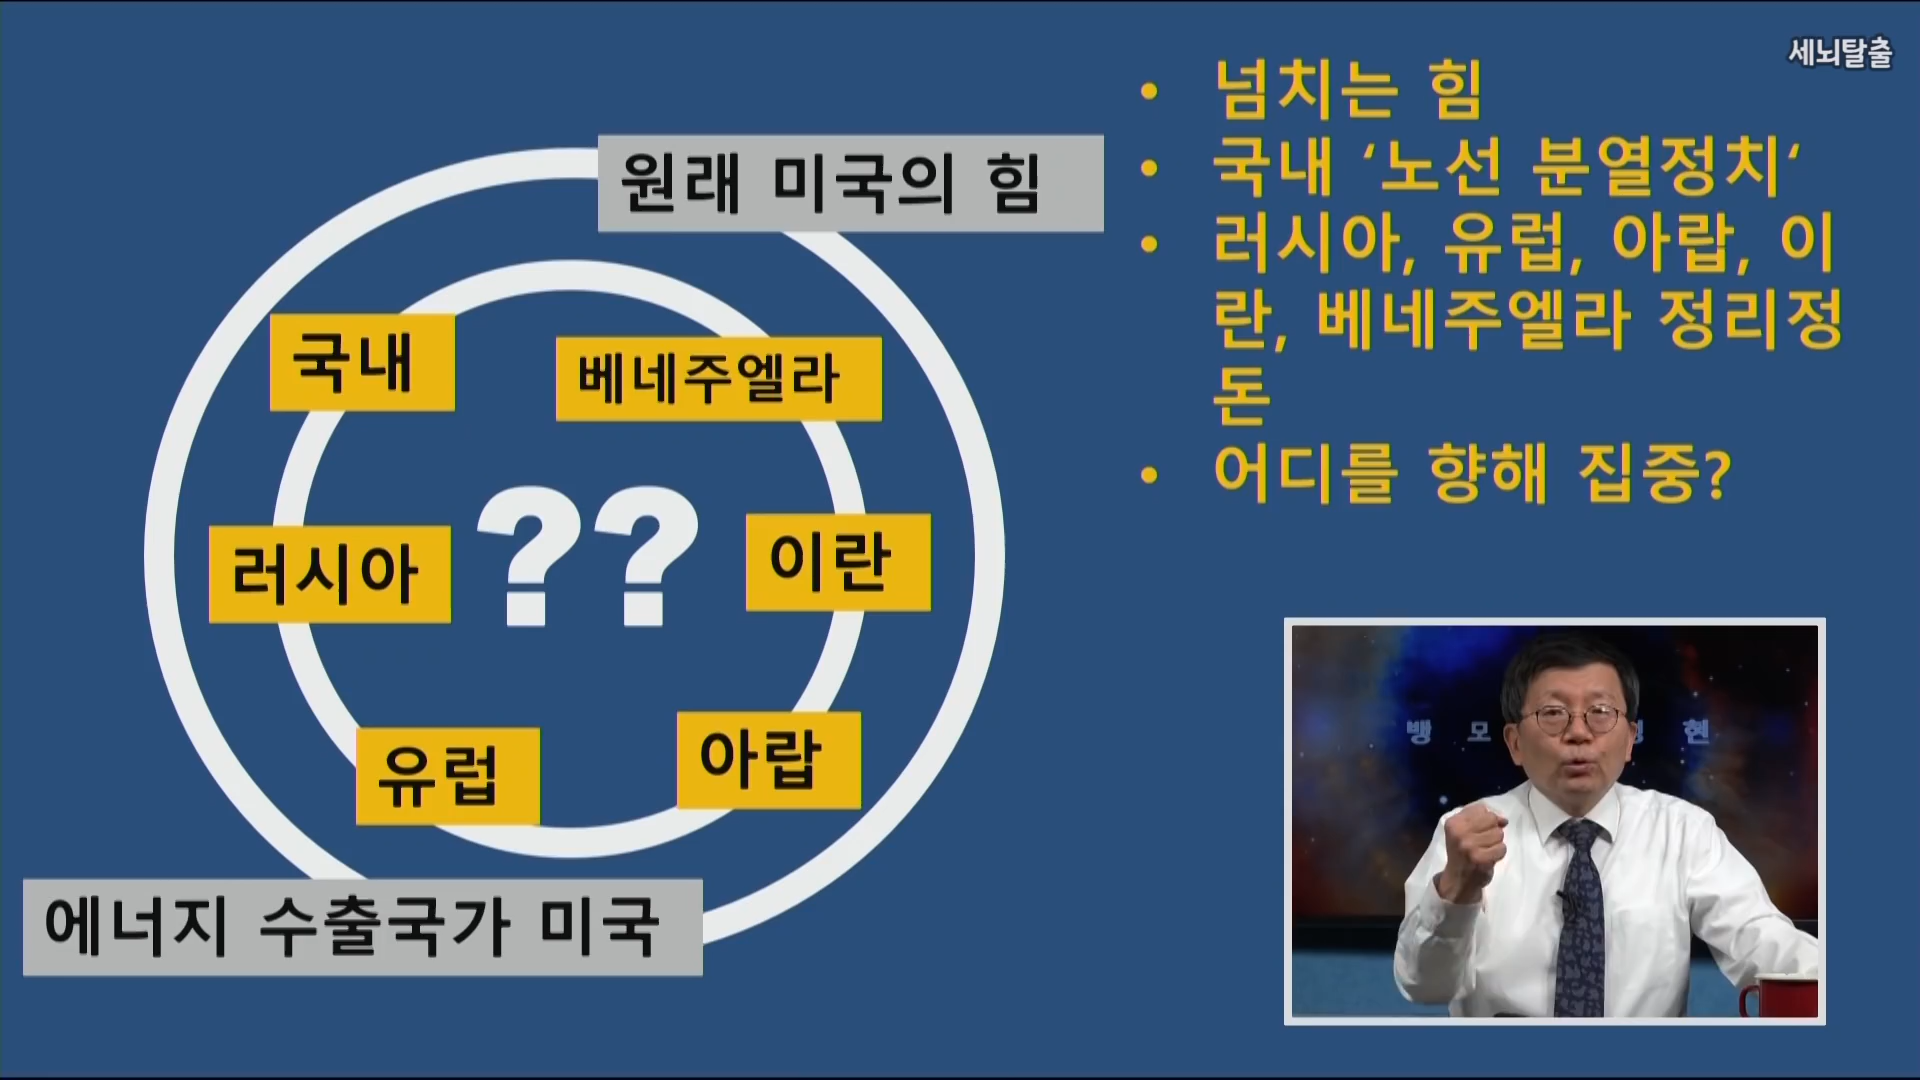 세뇌탈출
넘치는 힘
국내 ‘노선 분열정치‘
러시아, 유럽, 아랍, 이
란, 베네주엘라 정리정
돈
어디를 향해 집중?
원래 미국의 힘
국내
베네주엘라
러시아
??
이란
유럽
아랍
에너지 수출국가 미국
뱅 모
현